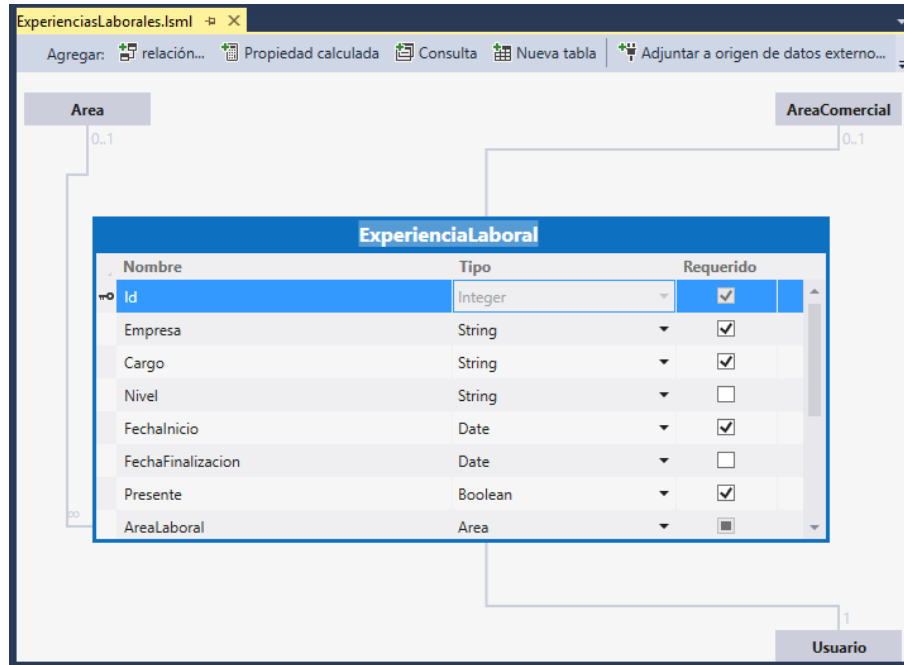 ExperienciasLaborales.lsml
Agregar: relación... Propiedad calculada Consulta Nueva tabla Adjuntar a origen de datos externo...
Area AreaComercial
0..1 0..1
ExperienciaLaboral
Nombre Tipo Requerido
Id Integer
Empresa String
Cargo String
Nivel String
FechaInicio Date
FechaFinalizacion Date
Presente Boolean
∞ AreaLaboral Area
1
Usuario